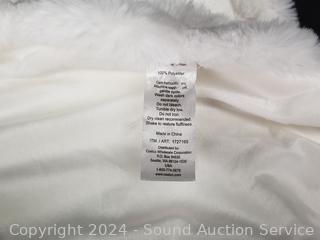 100% Polyester
Care Instructions:
Machine wash cold,
gentle cycle.
Wash dark colors
separately
Do not bleach.
Tumble dry low.
Do not iron.
Dry clean recommended.
Shake to restore fluffiness
Made in China
ITM. / ART. 1727165
Distributed by:
Costco Wholesale Corporation
P.O. Box 34535
Seattle, WA 98124-1535
USA
1-800-774-2678
www.costco.com
Copyright 2024 - Sound Auction Service